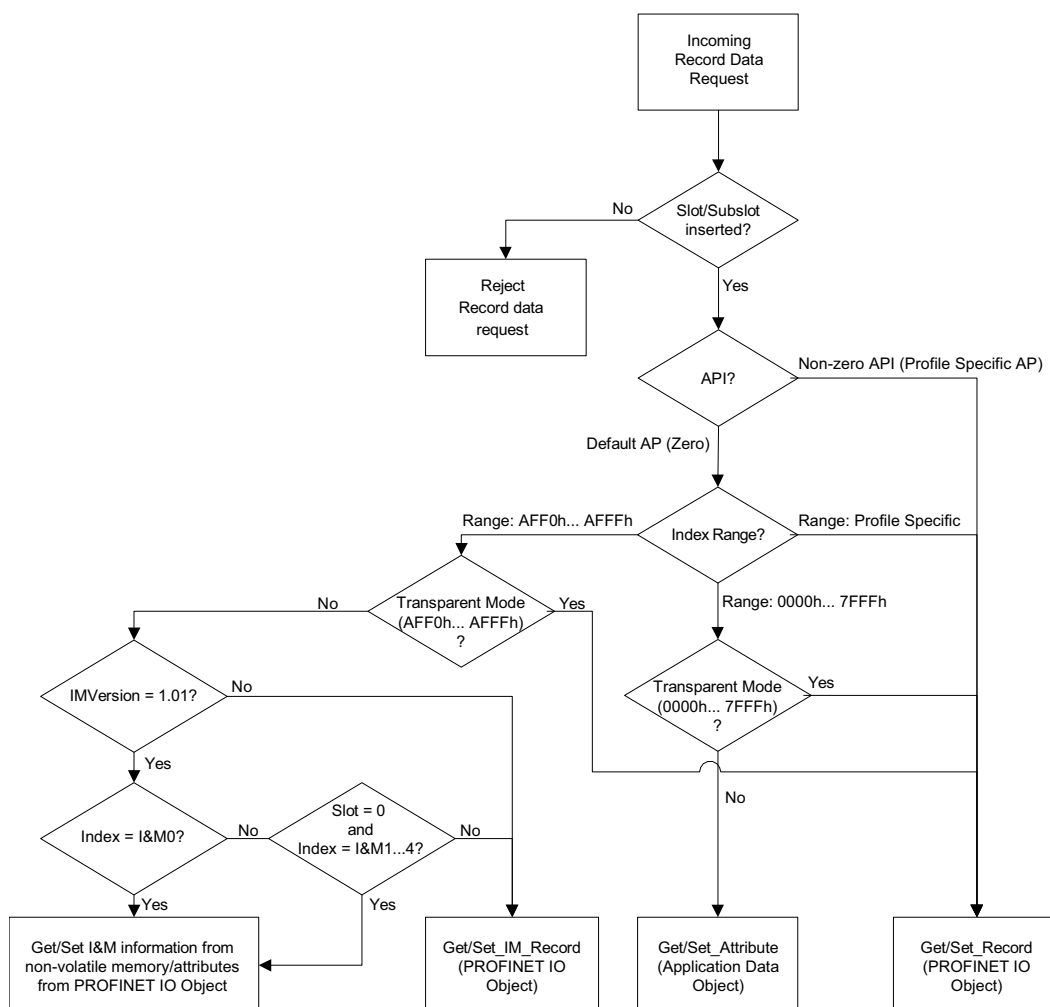 Incoming
Record Data
Request
Slot/Subslot
inserted?
No
Reject
Record data
request
Yes
API?
Non-zero API (Profile Specific AP)
Default AP (Zero)
Range: AFF0h... AFFFh
Index Range?
Range: Profile Specific
No
Transparent Mode
(AFF0h... AFFFh)
?
Yes
Range: 0000h... 7FFFh
IMVersion = 1.01?
No
Transparent Mode
(0000h... 7FFFh)
?
Yes
Yes
No
Index = I&M0?
No
Slot = 0
and
Index = I&M1...4?
No
Yes
Yes
Get/Set I&M information from
non-volatile memory/attributes
from PROFINET IO Object
Get/Set_IM_Record
(PROFINET IO
Object)
Get/Set_Attribute
(Application Data
Object)
Get/Set_Record
(PROFINET IO
Object)